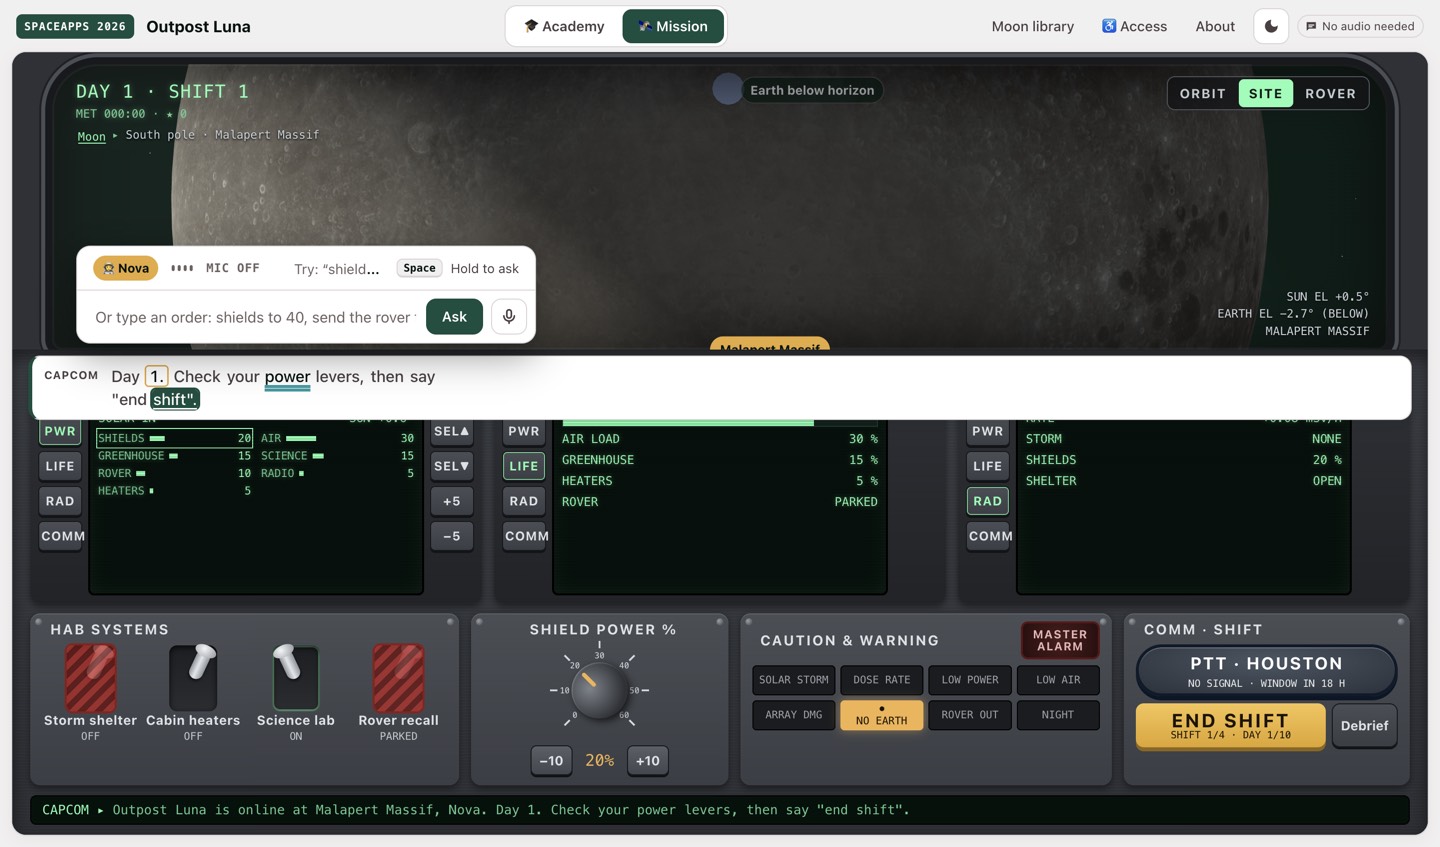 SPACEAPPS 2026 Outpost Luna
Academy Mission
Moon library Access About No audio needed
DAY 1 · SHIFT 1
MET 000:00 · ★ 0
Moon ▸ South pole · Malapert Massif
Earth below horizon
ORBIT SITE ROVER
Nova MIC OFF Try: “shield... Space Hold to ask
Or type an order: shields to 40, send the rover
Ask
SUN EL +0.5°
EARTH EL −2.7° (BELOW)
MALAPERT MASSIF
Malapert Massif
CAPCOM Day 1. Check your power levers, then say
"end shift".
PWR
LIFE
RAD
COMM
SHIELDS 20 AIR 30
GREENHOUSE 15 SCIENCE 15
ROVER 10 RADIO 5
HEATERS 5
SEL▲
SEL▼
+5
−5
PWR
LIFE
RAD
COMM
AIR LOAD 30 %
GREENHOUSE 15 %
HEATERS 5 %
ROVER PARKED
PWR
LIFE
RAD
COMM
STORM NONE
SHIELDS 20 %
SHELTER OPEN
HAB SYSTEMS
Storm shelter Cabin heaters Science lab Rover recall
OFF OFF ON PARKED
SHIELD POWER %
0 10 20 30 40 50 60
−10 20% +10
CAUTION & WARNING
MASTER
ALARM
SOLAR STORM DOSE RATE LOW POWER LOW AIR
ARRAY DMG NO EARTH ROVER OUT NIGHT
COMM · SHIFT
PTT · HOUSTON
NO SIGNAL · WINDOW IN 18 H
END SHIFT
SHIFT 1/4 · DAY 1/10
Debrief
CAPCOM ▸ Outpost Luna is online at Malapert Massif, Nova. Day 1. Check your power levers, then say "end shift".